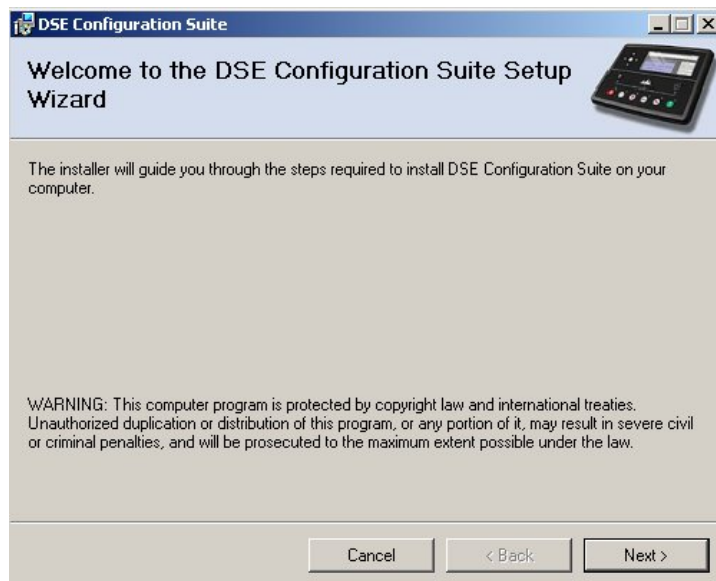 DSE Configuration Suite
Welcome to the DSE Configuration Suite Setup
Wizard
The installer will guide you through the steps required to install DSE Configuration Suite on your
computer.
WARNING: This computer program is protected by copyright law and international treaties.
Unauthorized duplication or distribution of this program, or any portion of it, may result in severe civil
or criminal penalties, and will be prosecuted to the maximum extent possible under the law.
Cancel
< Back
Next >